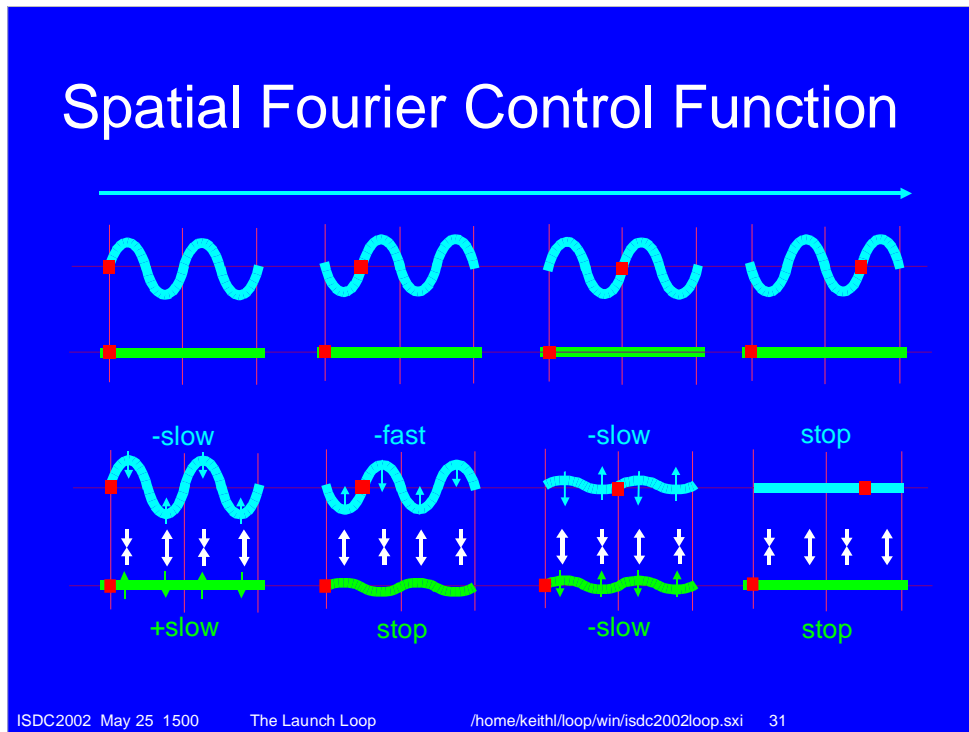 Spatial Fourier Control Function
-slow -fast -slow stop
+slow stop -slow stop
ISDC2002 May 25 1500 The Launch Loop /home/keithl/loop/win/isdc2002loop.sxi 31